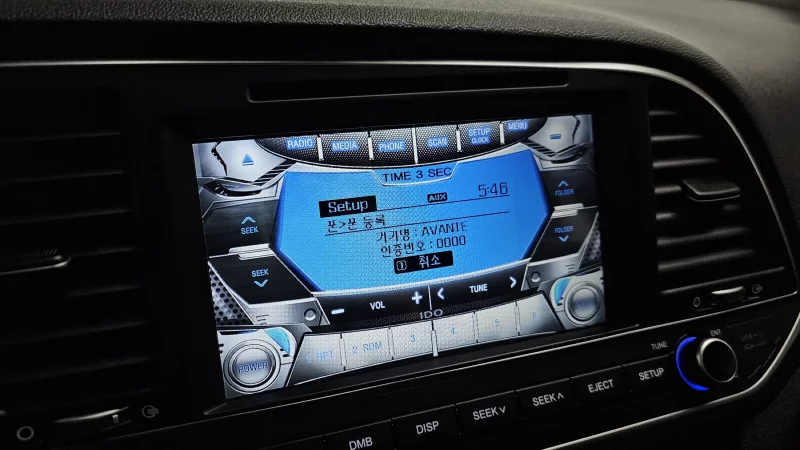 RADIO MEDIA PHONE SCAN SETUP CLOCK MENU
TIME 3 SEC
Setup AUX 5:46
폰>폰 등록
기기명 : AVANTE
인증번호 : 0000
① 취소
SEEK
SEEK
FOLDER
FOLDER
− VOL + < TUNE >
IDO
1 RPT 2 RDM 3 4 5 6
POWER
TUNE ENT
DMB DISP SEEK∨ SEEK∧ EJECT SETUP